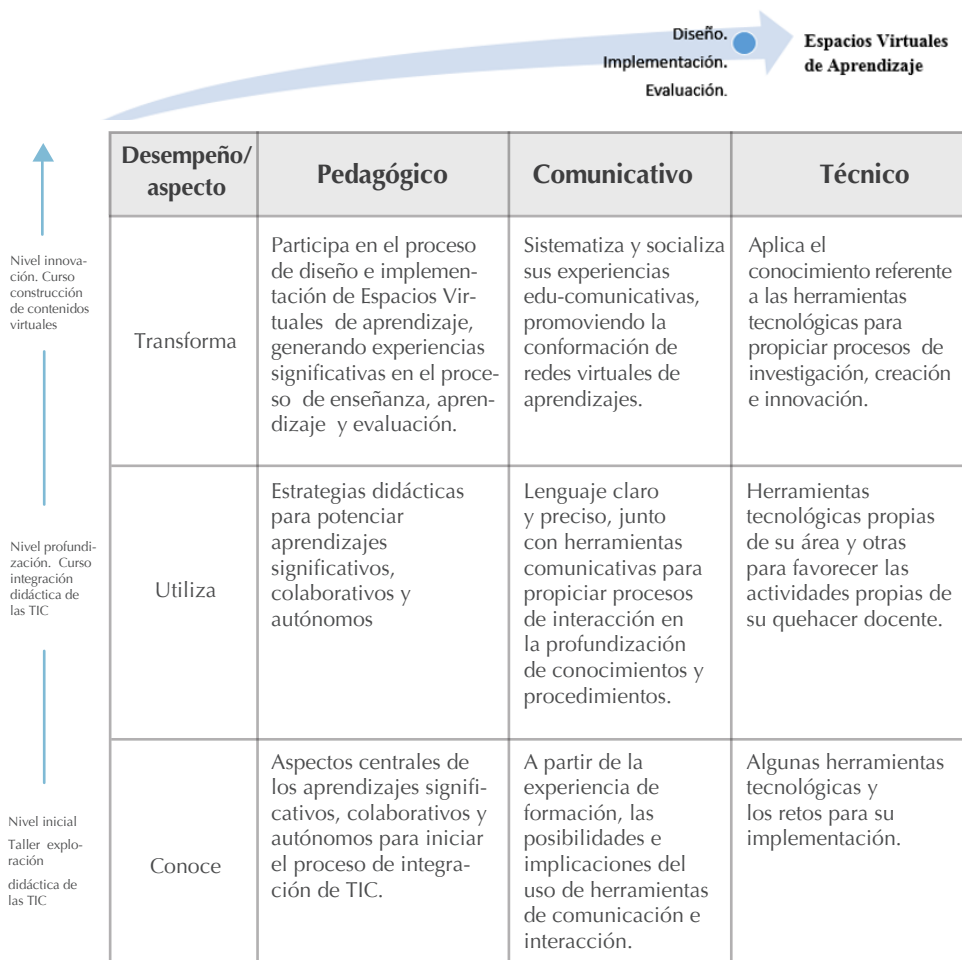 Diseño.
Implementación.
Evaluación.
Espacios Virtuales
de Aprendizaje
Desempeño/
aspecto
Pedagógico
Comunicativo
Técnico
Nivel innova-
ción. Curso
construcción
de contenidos
virtuales
Transforma
Participa en el proceso
de diseño e implemen-
tación de Espacios Vir-
tuales de aprendizaje,
generando experiencias
significativas en el proce-
so de enseñanza, apren-
dizaje y evaluación.
Sistematiza y socializa
sus experiencias
edu-comunicativas,
promoviendo la
conformación de
redes virtuales de
aprendizajes.
Aplica el
conocimiento referente
a las herramientas
tecnológicas para
propiciar procesos de
investigación, creación
e innovación.
Nivel profundi-
zación. Curso
integración
didáctica de
las TIC
Utiliza
Estrategias didácticas
para potenciar
aprendizajes
significativos,
colaborativos y
autónomos
Lenguaje claro
y preciso, junto
con herramientas
comunicativas para
propiciar procesos
de interacción en
la profundización
de conocimientos y
procedimientos.
Herramientas
tecnológicas propias
de su área y otras
para favorecer las
actividades propias de
su quehacer docente.
Nivel inicial
Taller explo-
ración
didáctica de
las TIC
Conoce
Aspectos centrales de
los aprendizajes signifi-
cativos, colaborativos y
autónomos para iniciar
el proceso de integra-
ción de TIC.
A partir de la
experiencia de
formación, las
posibilidades e
implicaciones del
uso de herramientas
de comunicación e
interacción.
Algunas herramientas
tecnológicas y
los retos para su
implementación.